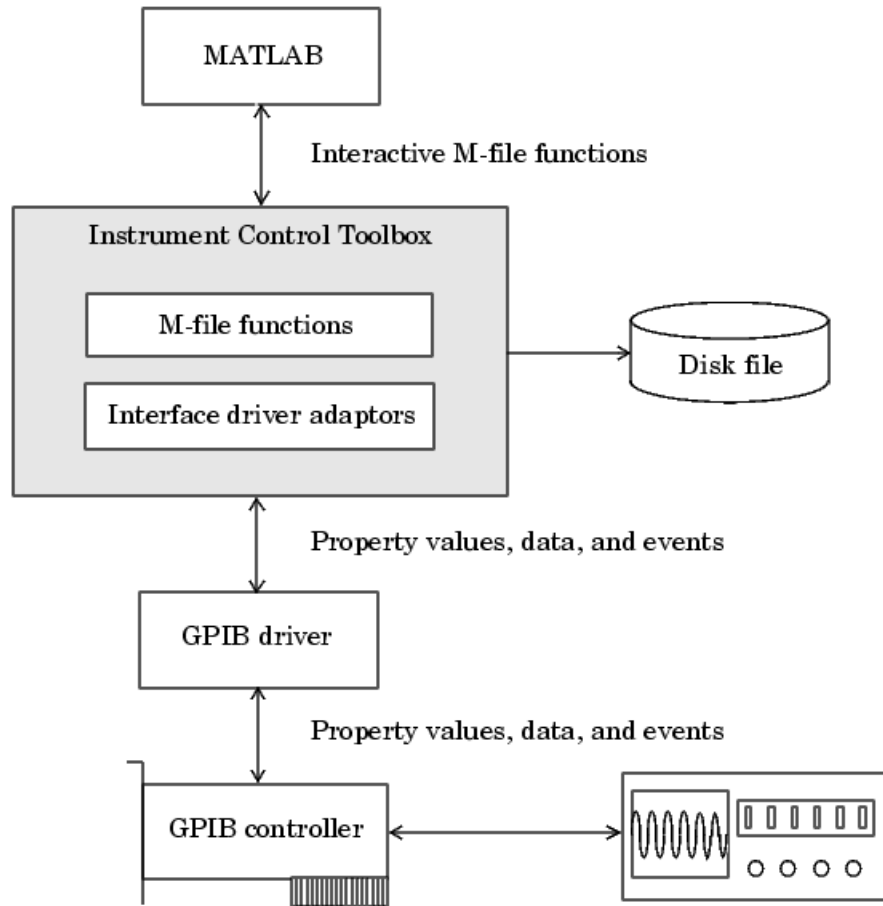 MATLAB
Interactive M-file functions
Instrument Control Toolbox
M-file functions
Interface driver adaptors
Disk file
Property values, data, and events
GPIB driver
Property values, data, and events
GPIB controller